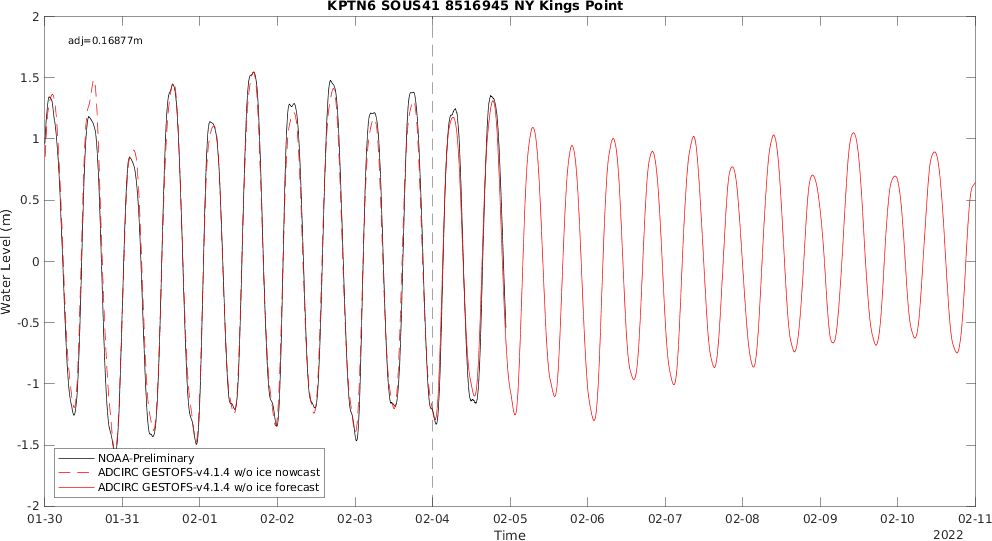 KPTN6 SOUS41 8516945 NY Kings Point
adj=0.16877m
Water Level (m)
2
1.5
1
0.5
0
-0.5
-1
-1.5
-2
NOAA-Preliminary
ADCIRC GESTOFS-v4.1.4 w/o ice nowcast
ADCIRC GESTOFS-v4.1.4 w/o ice forecast
01-30 01-31 02-01 02-02 02-03 02-04 02-05 02-06 02-07 02-08 02-09 02-10 02-11
Time
2022